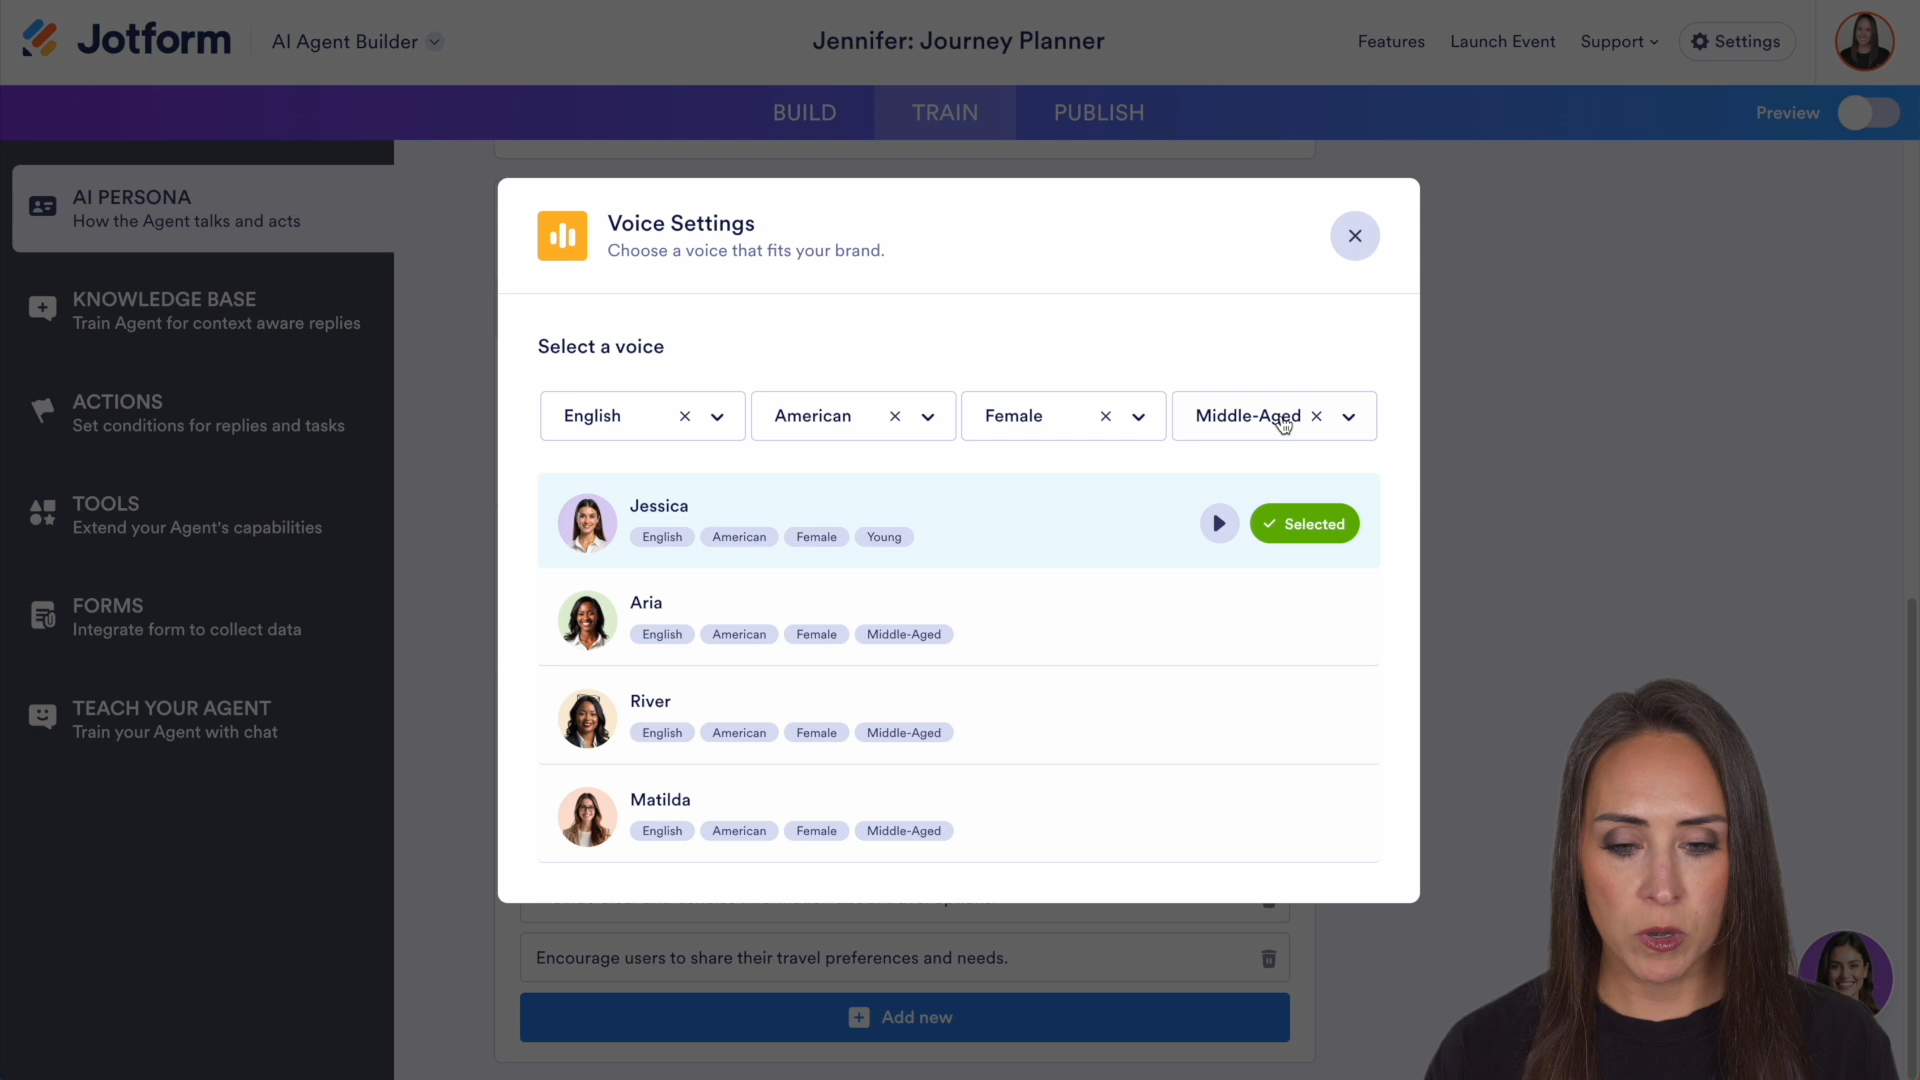 Jotform
AI Agent Builder
Jennifer: Journey Planner
Features
Launch Event
Support
Settings
BUILD
TRAIN
PUBLISH
Preview
AI PERSONA
How the Agent talks and acts
KNOWLEDGE BASE
Train Agent for context aware replies
ACTIONS
Set conditions for replies and tasks
TOOLS
Extend your Agent's capabilities
FORMS
Integrate form to collect data
TEACH YOUR AGENT
Train your Agent with chat
Voice Settings
Choose a voice that fits your brand.
Select a voice
English
American
Female
Middle-Aged
Jessica
English American Female Young
Selected
Aria
English American Female Middle-Aged
River
English American Female Middle-Aged
Matilda
English American Female Middle-Aged
Encourage users to share their travel preferences and needs.
Add new